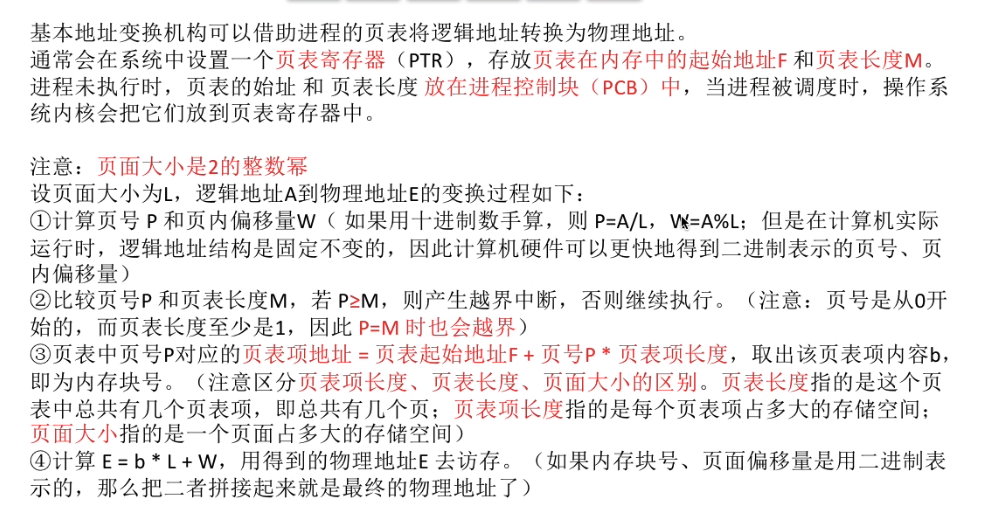 基本地址变换机构可以借助进程的页表将逻辑地址转换为物理地址。
通常会在系统中设置一个页表寄存器（PTR），存放页表在内存中的起始地址F 和页表长度M。
进程未执行时，页表的始址 和 页表长度 放在进程控制块（PCB）中，当进程被调度时，操作系
统内核会把它们放到页表寄存器中。
注意：页面大小是2的整数幂
设页面大小为L，逻辑地址A到物理地址E的变换过程如下：
①计算页号 P 和页内偏移量W（ 如果用十进制数手算，则 P=A/L，W=A%L；但是在计算机实际
运行时，逻辑地址结构是固定不变的，因此计算机硬件可以更快地得到二进制表示的页号、页
内偏移量）
②比较页号P 和页表长度M，若 P≥M，则产生越界中断，否则继续执行。（注意：页号是从0开
始的，而页表长度至少是1，因此 P=M 时也会越界）
③页表中页号P对应的页表项地址 = 页表起始地址F + 页号P * 页表项长度，取出该页表项内容b，
即为内存块号。（注意区分页表项长度、页表长度、页面大小的区别。页表长度指的是这个页
表中总共有几个页表项，即总共有几个页；页表项长度指的是每个页表项占多大的存储空间；
页面大小指的是一个页面占多大的存储空间）
④计算 E = b * L + W，用得到的物理地址E 去访存。（如果内存块号、页面偏移量是用二进制表
示的，那么把二者拼接起来就是最终的物理地址了）